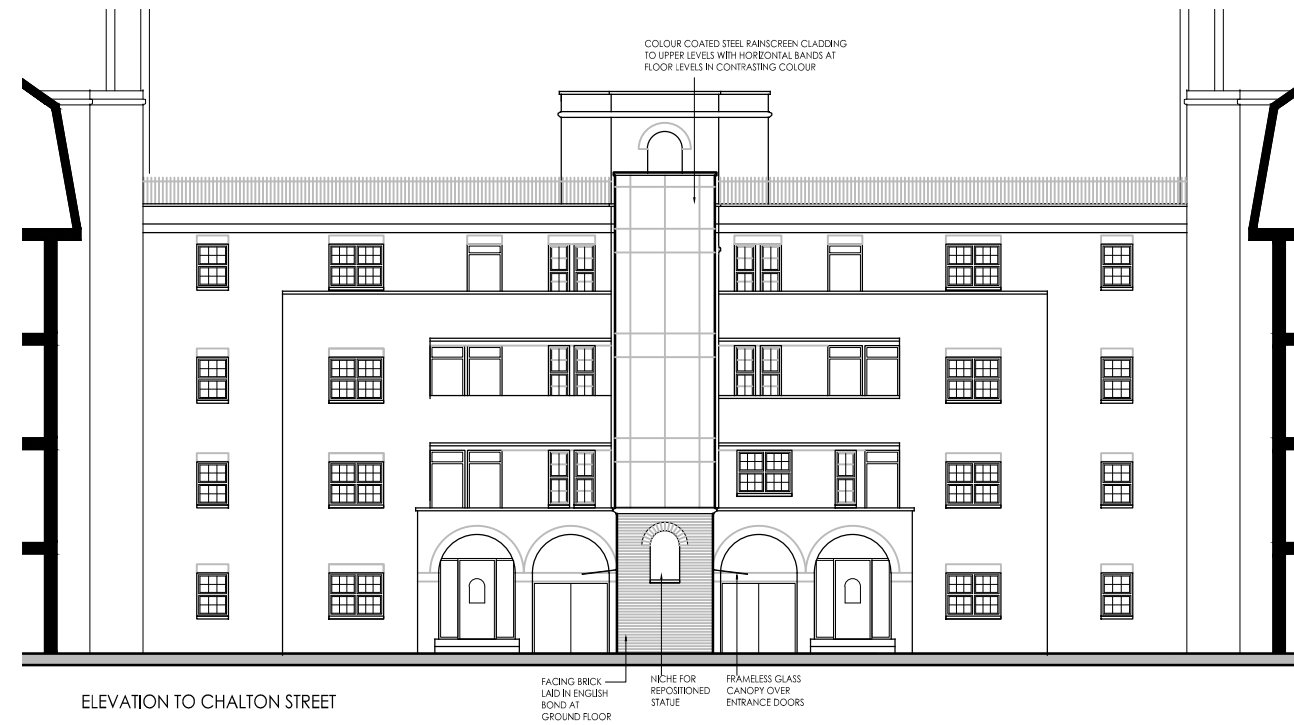 COLOUR COATED STEEL RAINSCREEN CLADDING
TO UPPER LEVELS WITH HORIZONTAL BANDS AT
FLOOR LEVELS IN CONTRASTING COLOUR
FACING BRICK
LAID IN ENGLISH
BOND AT
GROUND FLOOR
NICHE FOR
REPOSITIONED
STATUE
FRAMELESS GLASS
CANOPY OVER
ENTRANCE DOORS
ELEVATION TO CHALTON STREET